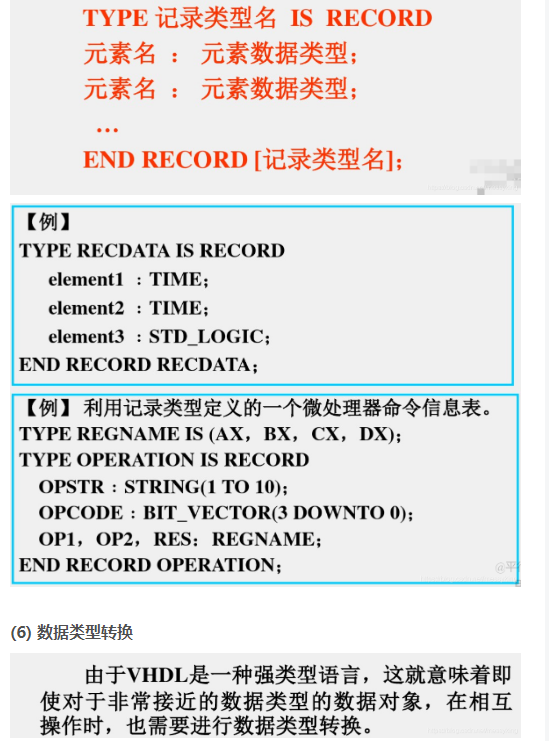 TYPE 记录类型名 IS RECORD
元素名 ： 元素数据类型；
元素名 ： 元素数据类型；
…
END RECORD [记录类型名]；
【例】
TYPE RECDATA IS RECORD
element1 ：TIME；
element2 ：TIME；
element3 ：STD_LOGIC；
END RECORD RECDATA；
【例】 利用记录类型定义的一个微处理器命令信息表。
TYPE REGNAME IS (AX，BX，CX，DX)；
TYPE OPERATION IS RECORD
OPSTR：STRING(1 TO 10)；
OPCODE：BIT_VECTOR(3 DOWNTO 0)；
OP1，OP2，RES：REGNAME；
END RECORD OPERATION；
@平
(6) 数据类型转换
由于VHDL是一种强类型语言，这就意味着即
使对于非常接近的数据类型的数据对象，在相互
操作时，也需要进行数据类型转换。